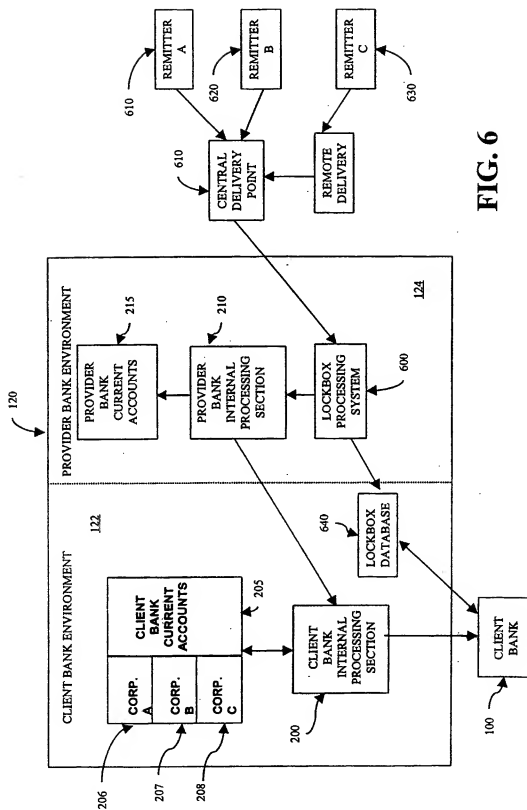 120
PROVIDER BANK ENVIRONMENT
CLIENT BANK ENVIRONMENT
122
124
215
PROVIDER
BANK
CURRENT
ACCOUNTS
210
PROVIDER
BANK
INTERNAL
PROCESSING
SECTION
LOCKBOX
PROCESSING
SYSTEM
600
CORP.
A
CORP.
B
CORP.
C
CLIENT
BANK
CURRENT
ACCOUNTS
205
206
207
208
CLIENT
BANK
INTERNAL
PROCESSING
SECTION
200
640
LOCKBOX
DATABASE
CLIENT
BANK
100
610
CENTRAL
DELIVERY
POINT
REMOTE
DELIVERY
610
REMITTER
A
620
REMITTER
B
REMITTER
C
630
FIG. 6